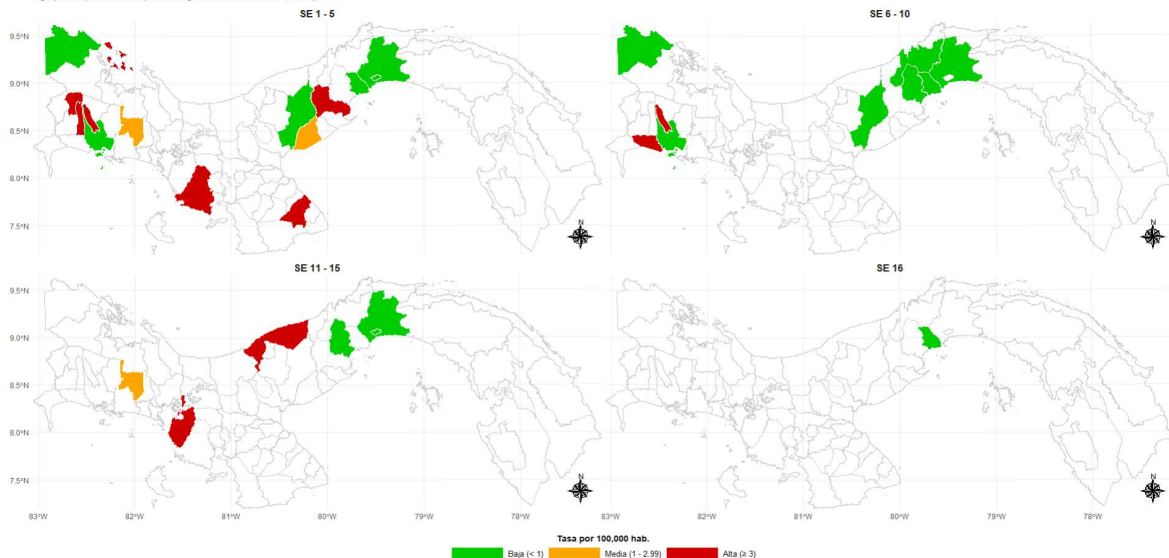 SE 1 - 5
SE 6 - 10
9.5°N
9.0°N
8.5°N
8.0°N
7.5°N
N
N
SE 11 - 15
SE 16
9.5°N
9.0°N
8.5°N
8.0°N
7.5°N
N
N
83°W
82°W
81°W
80°W
79°W
78°W
83°W
82°W
81°W
80°W
79°W
78°W
Tasa por 100,000 hab.
Baja (< 1)
Media (1 - 2.99)
Alta (≥ 3)